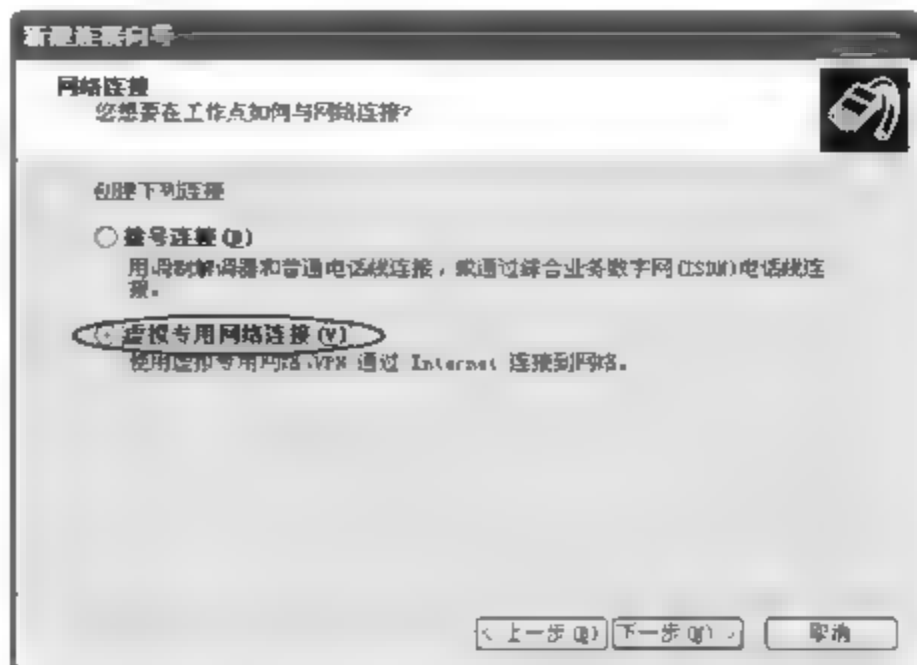 新建连接向导
网络连接
您想要在工作点如何与网络连接?
创建下列连接
拨号连接(D)
用调制解调器和普通电话线连接，或通过综合业务数字网(ISDN)电话线连
接。
虚拟专用网络连接(V)
使用虚拟专用网络(VPN)通过 Internet 连接到网络。
< 上一步(B) 下一步(N) > 取消